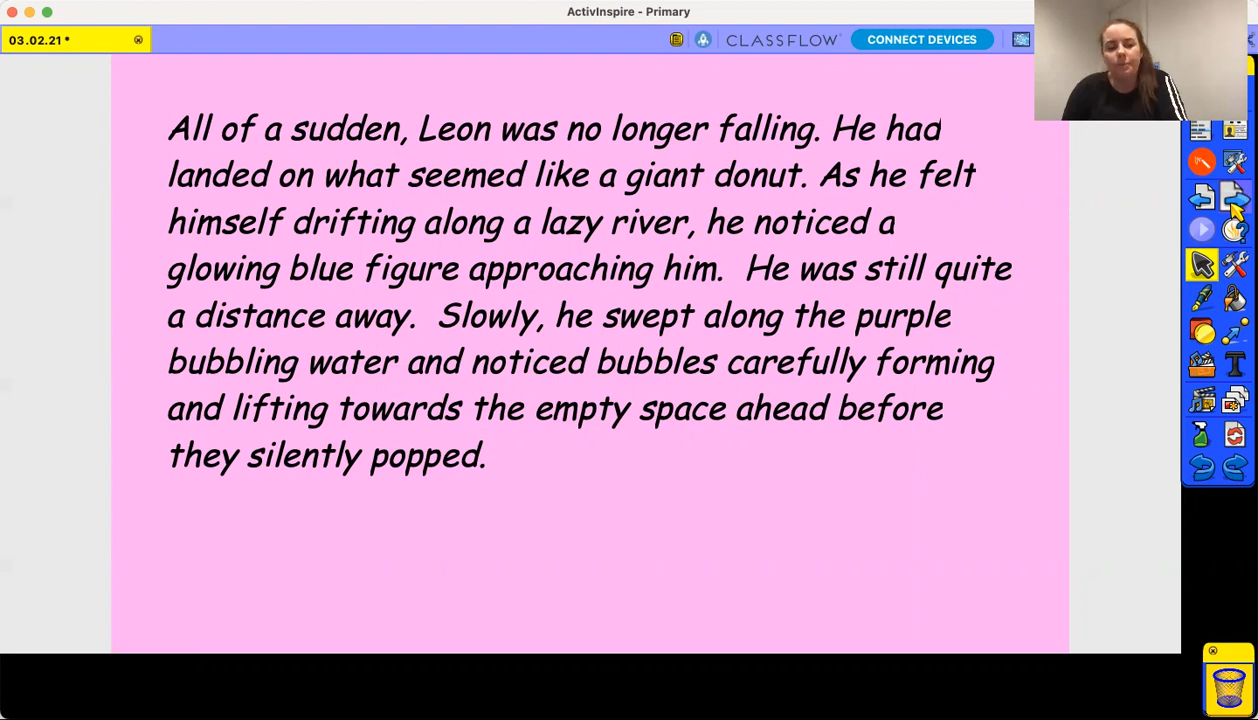 ActivInspire - Primary
03.02.21*
CLASSFLOW
CONNECT DEVICES
All of a sudden, Leon was no longer falling. He had
landed on what seemed like a giant donut. As he felt
himself drifting along a lazy river, he noticed a
glowing blue figure approaching him.  He was still quite
a distance away.  Slowly, he swept along the purple
bubbling water and noticed bubbles carefully forming
and lifting towards the empty space ahead before
they silently popped.